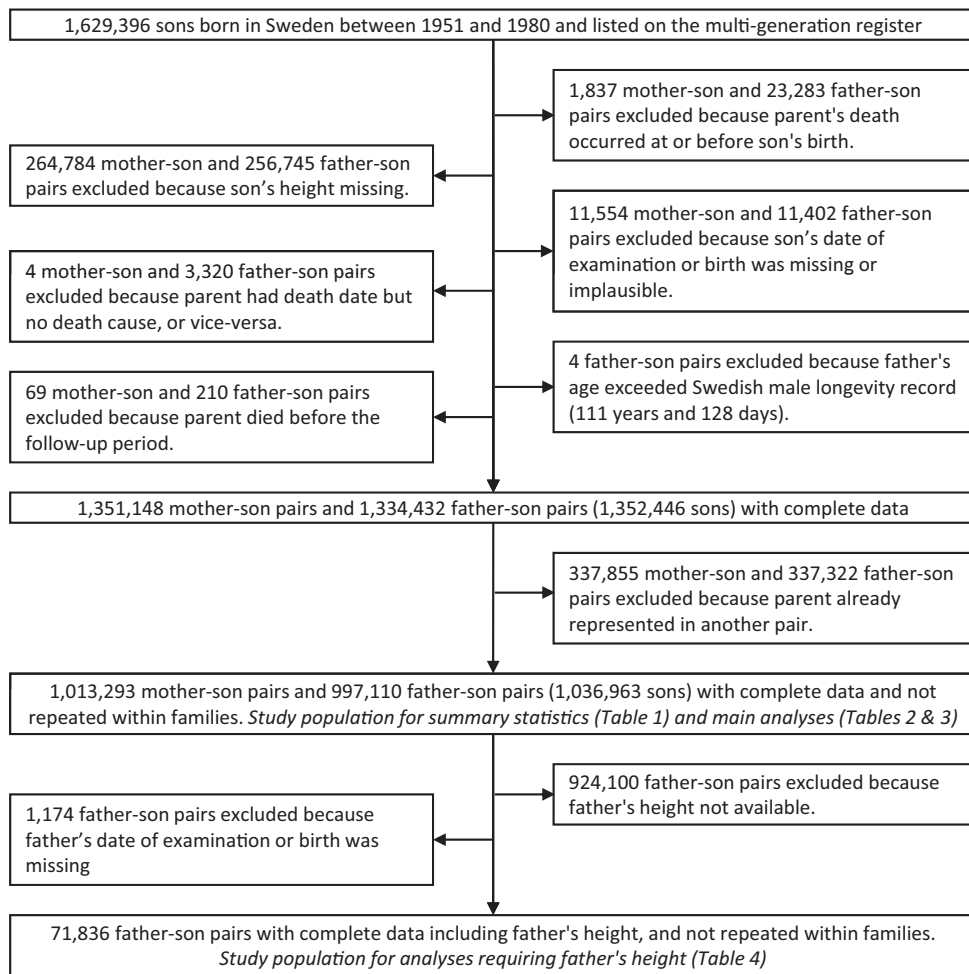 1,629,396 sons born in Sweden between 1951 and 1980 and listed on the multi-generation register
1,837 mother-son and 23,283 father-son
pairs excluded because parent's death
occurred at or before son's birth.
264,784 mother-son and 256,745 father-son
pairs excluded because son’s height missing.
11,554 mother-son and 11,402 father-son
pairs excluded because son’s date of
examination or birth was missing or
implausible.
4 mother-son and 3,320 father-son pairs
excluded because parent had death date but
no death cause, or vice-versa.
4 father-son pairs excluded because father's
age exceeded Swedish male longevity record
(111 years and 128 days).
69 mother-son and 210 father-son pairs
excluded because parent died before the
follow-up period.
1,351,148 mother-son pairs and 1,334,432 father-son pairs (1,352,446 sons) with complete data
337,855 mother-son and 337,322 father-son
pairs excluded because parent already
represented in another pair.
1,013,293 mother-son pairs and 997,110 father-son pairs (1,036,963 sons) with complete data and not
repeated within families. Study population for summary statistics (Table 1) and main analyses (Tables 2 & 3)
924,100 father-son pairs excluded because
father's height not available.
1,174 father-son pairs excluded because
father’s date of examination or birth was
missing
71,836 father-son pairs with complete data including father's height, and not repeated within families.
Study population for analyses requiring father's height (Table 4)